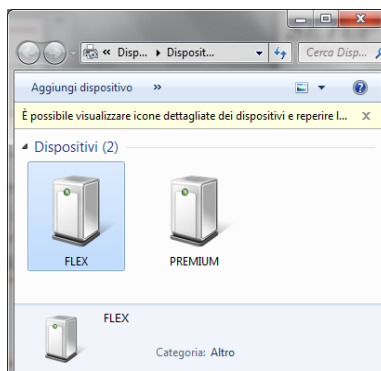 « Disp... ▸ Disposit... Cerca Disp...
Aggiungi dispositivo »
È possibile visualizzare icone dettagliate dei dispositivi e reperire l... X
Dispositivi (2)
FLEX PREMIUM
FLEX
Categoria: Altro